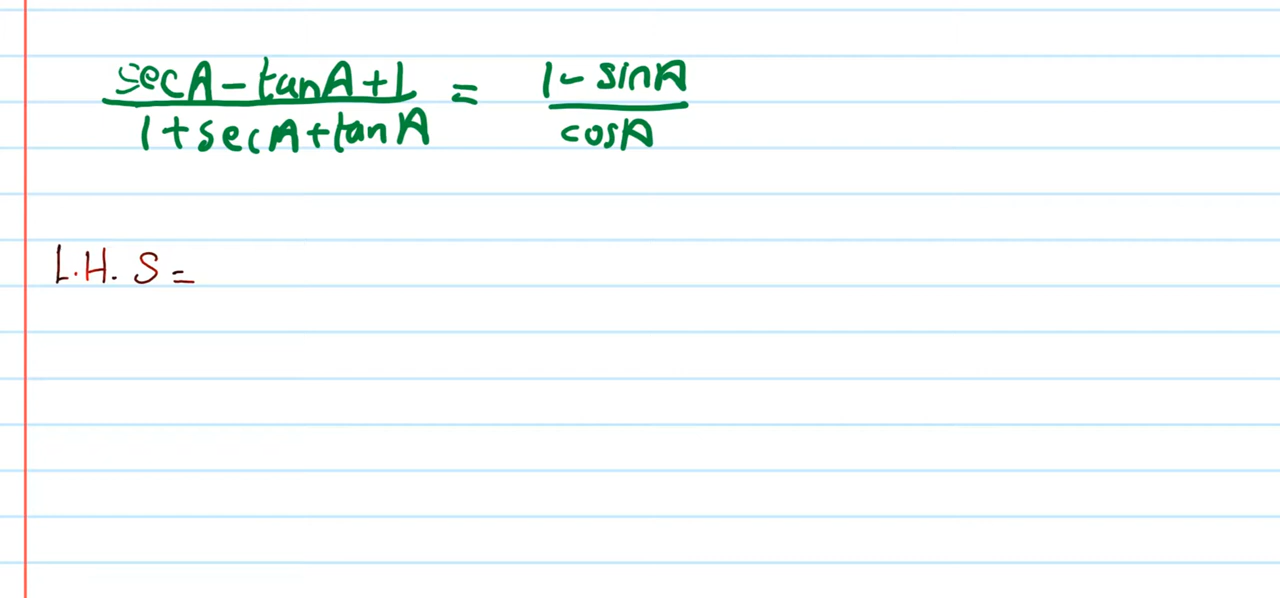 secA - tanA + 1 / 1 + secA + tanA = 1 - sinA / cosA
L.H.S =